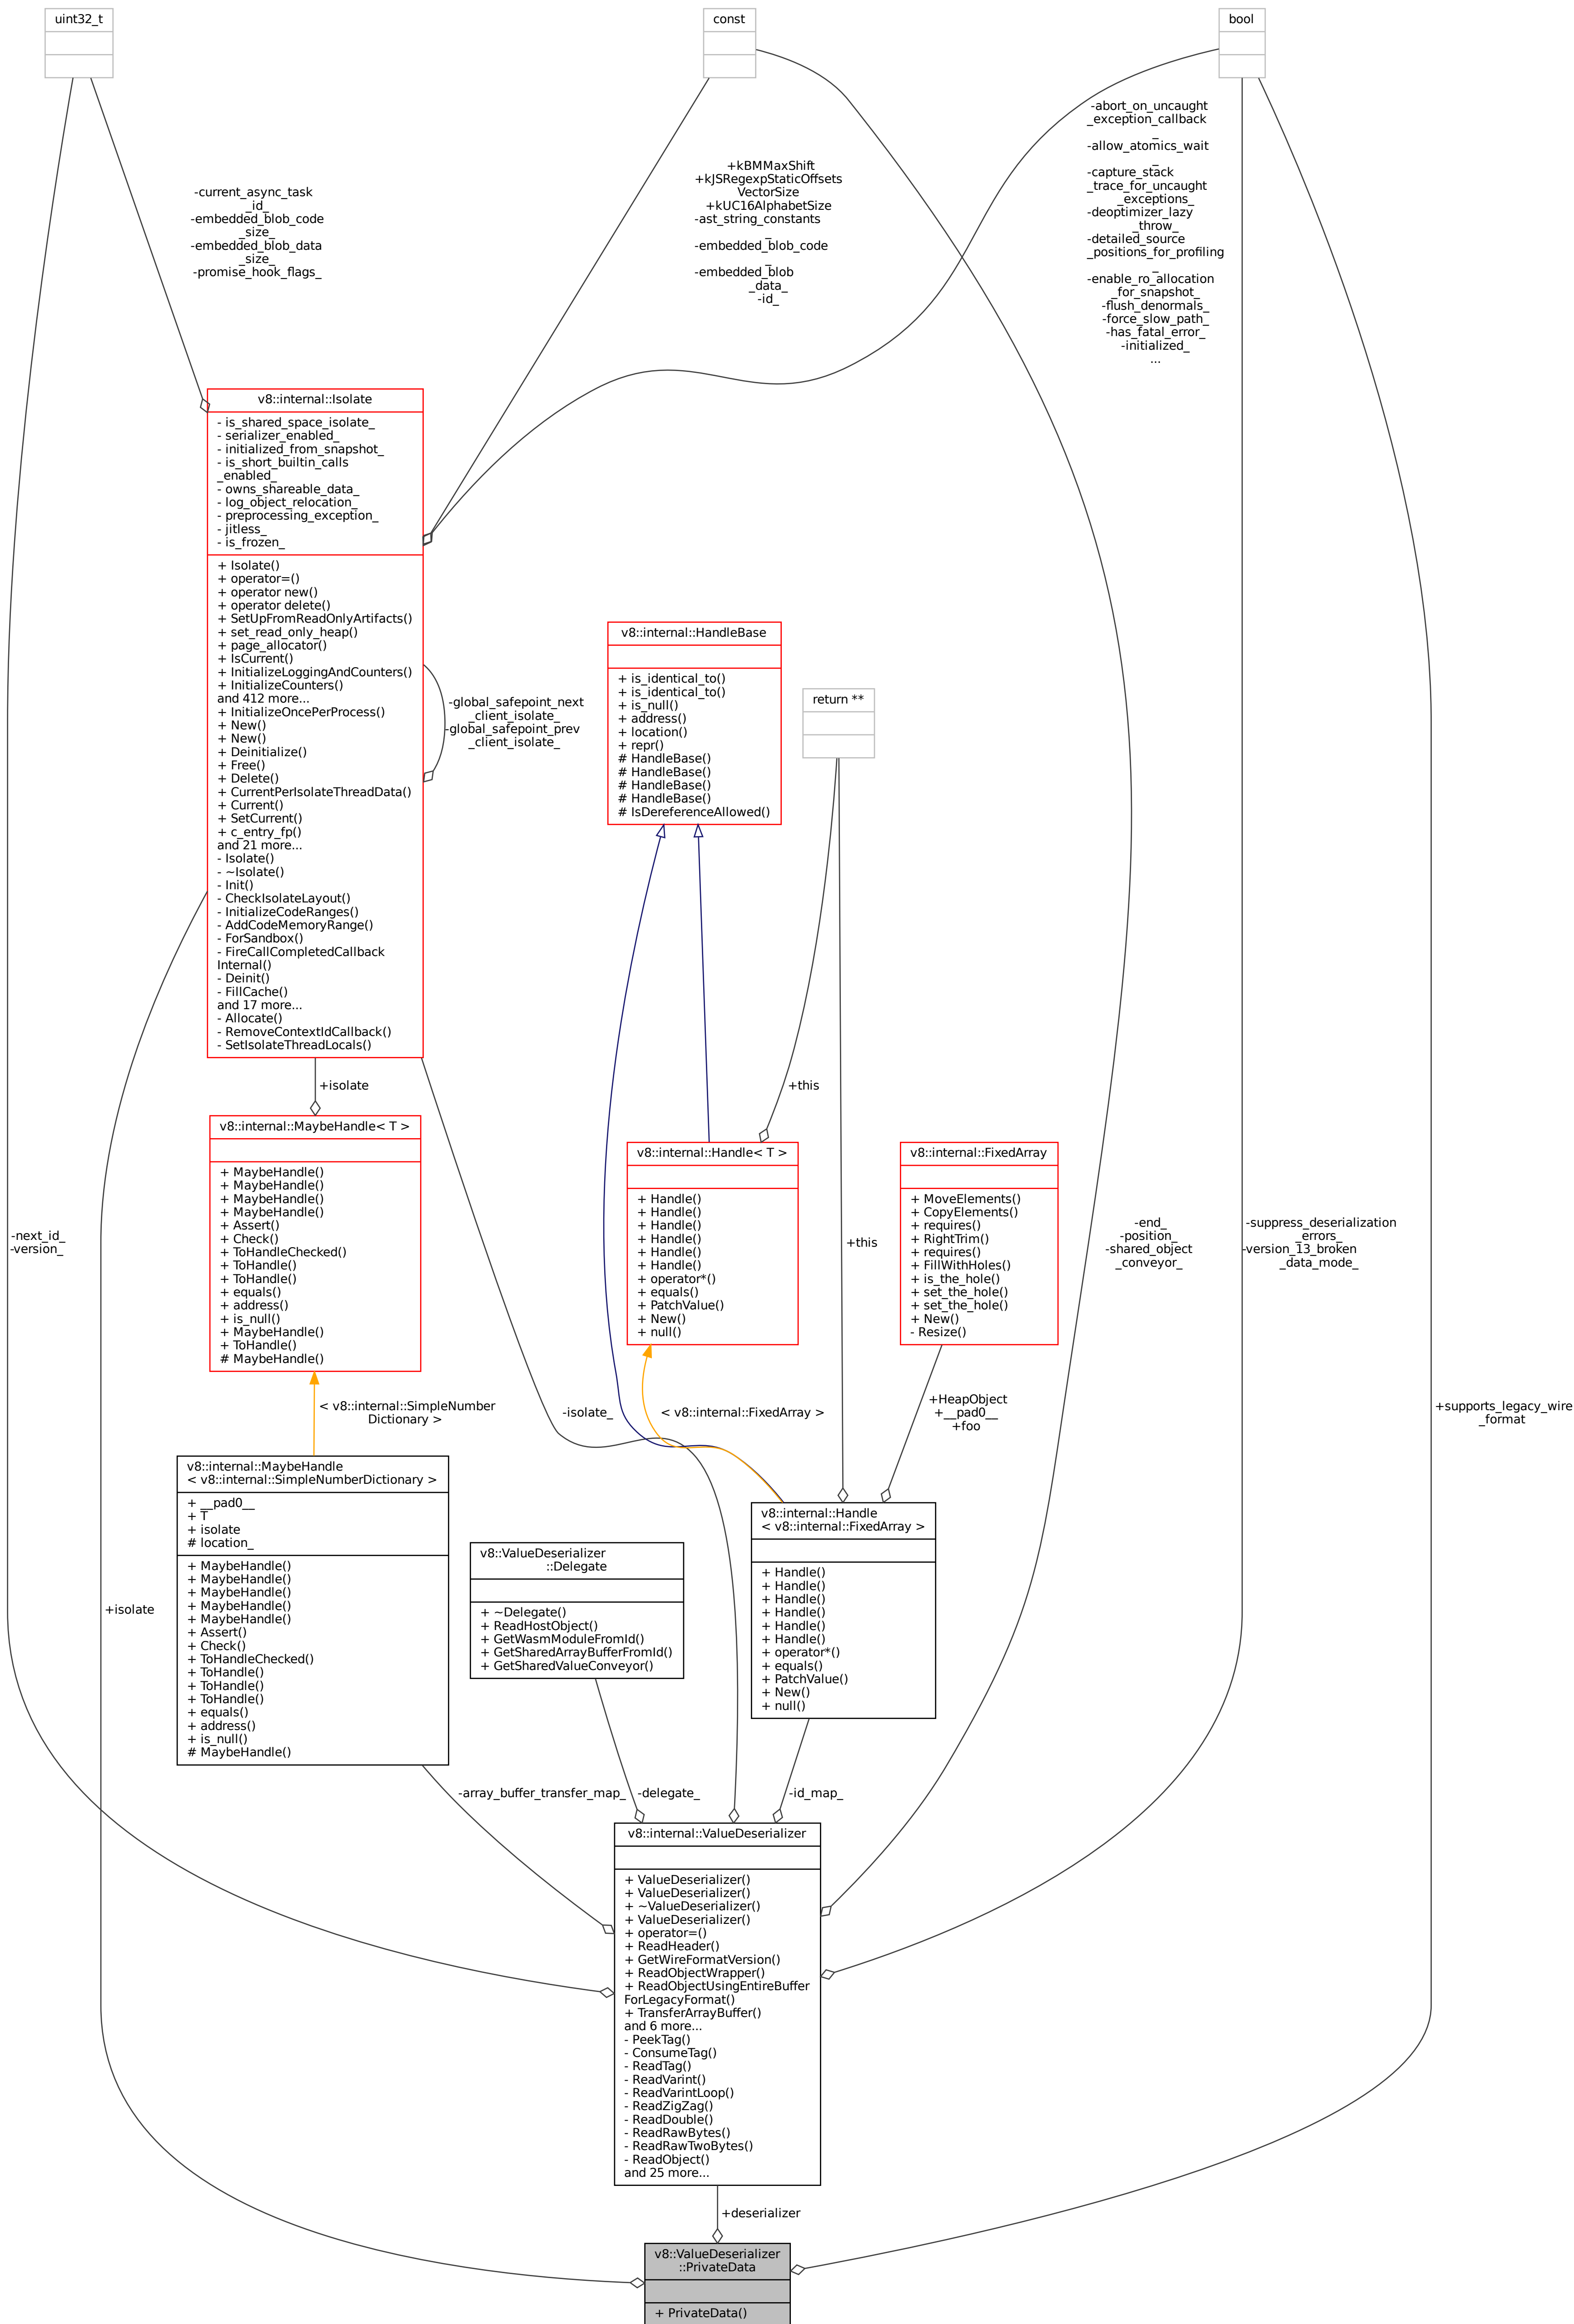 uint32_t
const
bool
-abort_on_uncaught
_exception_callback
_
-allow_atomics_wait
_
-capture_stack
_trace_for_uncaught
_exceptions_
-deoptimizer_lazy
_throw_
-detailed_source
_positions_for_profiling
_
-enable_ro_allocation
_for_snapshot_
-flush_denormals_
-force_slow_path_
-has_fatal_error_
-initialized_
...
+kBMMaxShift
+kJSRegexpStaticOffsets
VectorSize
+kUC16AlphabetSize
-ast_string_constants
_
-embedded_blob_code
_
-embedded_blob
_data_
-id_
-current_async_task
_id_
-embedded_blob_code
_size_
-embedded_blob_data
_size_
-promise_hook_flags_
v8::internal::Isolate
- is_shared_space_isolate_
- serializer_enabled_
- initialized_from_snapshot_
- is_short_builtin_calls
_enabled_
- owns_shareable_data_
- log_object_relocation_
- preprocessing_exception_
- jitless_
- is_frozen_
+ Isolate()
+ operator=()
+ operator new()
+ operator delete()
+ SetUpFromReadOnlyArtifacts()
+ set_read_only_heap()
+ page_allocator()
+ IsCurrent()
+ InitializeLoggingAndCounters()
+ InitializeCounters()
and 412 more...
+ InitializeOncePerProcess()
+ New()
+ New()
+ Deinitialize()
+ Free()
+ Delete()
+ CurrentPerIsolateThreadData()
+ Current()
+ SetCurrent()
+ c_entry_fp()
and 21 more...
- Isolate()
- ~Isolate()
- Init()
- CheckIsolateLayout()
- InitializeCodeRanges()
- AddCodeMemoryRange()
- ForSandbox()
- FireCallCompletedCallback
Internal()
- Deinit()
- FillCache()
and 17 more...
- Allocate()
- RemoveContextIdCallback()
- SetIsolateThreadLocals()
-global_safepoint_next
_client_isolate_
-global_safepoint_prev
_client_isolate_
v8::internal::HandleBase
+ is_identical_to()
+ is_identical_to()
+ is_null()
+ address()
+ location()
+ repr()
# HandleBase()
# HandleBase()
# HandleBase()
# HandleBase()
# IsDereferenceAllowed()
return **
+isolate
+this
v8::internal::MaybeHandle< T >
+ MaybeHandle()
+ MaybeHandle()
+ MaybeHandle()
+ MaybeHandle()
+ Assert()
+ Check()
+ ToHandleChecked()
+ ToHandle()
+ ToHandle()
+ equals()
+ address()
+ is_null()
+ MaybeHandle()
+ ToHandle()
# MaybeHandle()
v8::internal::Handle< T >
+ Handle()
+ Handle()
+ Handle()
+ Handle()
+ Handle()
+ Handle()
+ operator*()
+ equals()
+ PatchValue()
+ New()
+ null()
v8::internal::FixedArray
+ MoveElements()
+ CopyElements()
+ requires()
+ RightTrim()
+ requires()
+ FillWithHoles()
+ is_the_hole()
+ set_the_hole()
+ set_the_hole()
+ New()
- Resize()
-next_id_
-version_
+this
-end_
-position_
-shared_object
_conveyor_
-suppress_deserialization
_errors_
-version_13_broken
_data_mode_
< v8::internal::SimpleNumber
Dictionary >
-isolate_
< v8::internal::FixedArray >
+HeapObject
+__pad0__
+foo
+supports_legacy_wire
_format
v8::internal::MaybeHandle
< v8::internal::SimpleNumberDictionary >
+ __pad0__
+ T
+ isolate
# location_
+ MaybeHandle()
+ MaybeHandle()
+ MaybeHandle()
+ MaybeHandle()
+ MaybeHandle()
+ Assert()
+ Check()
+ ToHandleChecked()
+ ToHandle()
+ ToHandle()
+ ToHandle()
+ equals()
+ address()
+ is_null()
# MaybeHandle()
v8::ValueDeserializer
::Delegate
+ ~Delegate()
+ ReadHostObject()
+ GetWasmModuleFromId()
+ GetSharedArrayBufferFromId()
+ GetSharedValueConveyor()
v8::internal::Handle
< v8::internal::FixedArray >
+ Handle()
+ Handle()
+ Handle()
+ Handle()
+ Handle()
+ Handle()
+ operator*()
+ equals()
+ PatchValue()
+ New()
+ null()
+isolate
-array_buffer_transfer_map_
-delegate_
-id_map_
v8::internal::ValueDeserializer
+ ValueDeserializer()
+ ValueDeserializer()
+ ~ValueDeserializer()
+ ValueDeserializer()
+ operator=()
+ ReadHeader()
+ GetWireFormatVersion()
+ ReadObjectWrapper()
+ ReadObjectUsingEntireBuffer
ForLegacyFormat()
+ TransferArrayBuffer()
and 6 more...
- PeekTag()
- ConsumeTag()
- ReadTag()
- ReadVarint()
- ReadVarintLoop()
- ReadZigZag()
- ReadDouble()
- ReadRawBytes()
- ReadRawTwoBytes()
- ReadObject()
and 25 more...
+deserializer
v8::ValueDeserializer
::PrivateData
+ PrivateData()